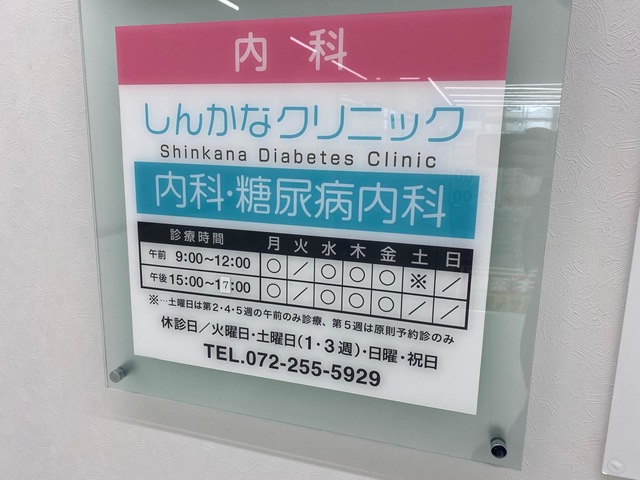 内 科
しんかなクリニック
Shinkana Diabetes Clinic
内科・糖尿病内科
診療時間 月 火 水 木 金 土 日
午前 9:00〜12:00 ○ ／ ○ ○ ○ ※ ／
午後 15:00〜17:00 ○ ／ ○ ○ ○ ／ ／
※…土曜日は第2・4・5週の午前のみ診療、第5週は原則予約診のみ
休診日／火曜日・土曜日(1・3週)・日曜・祝日
TEL.072-255-5929